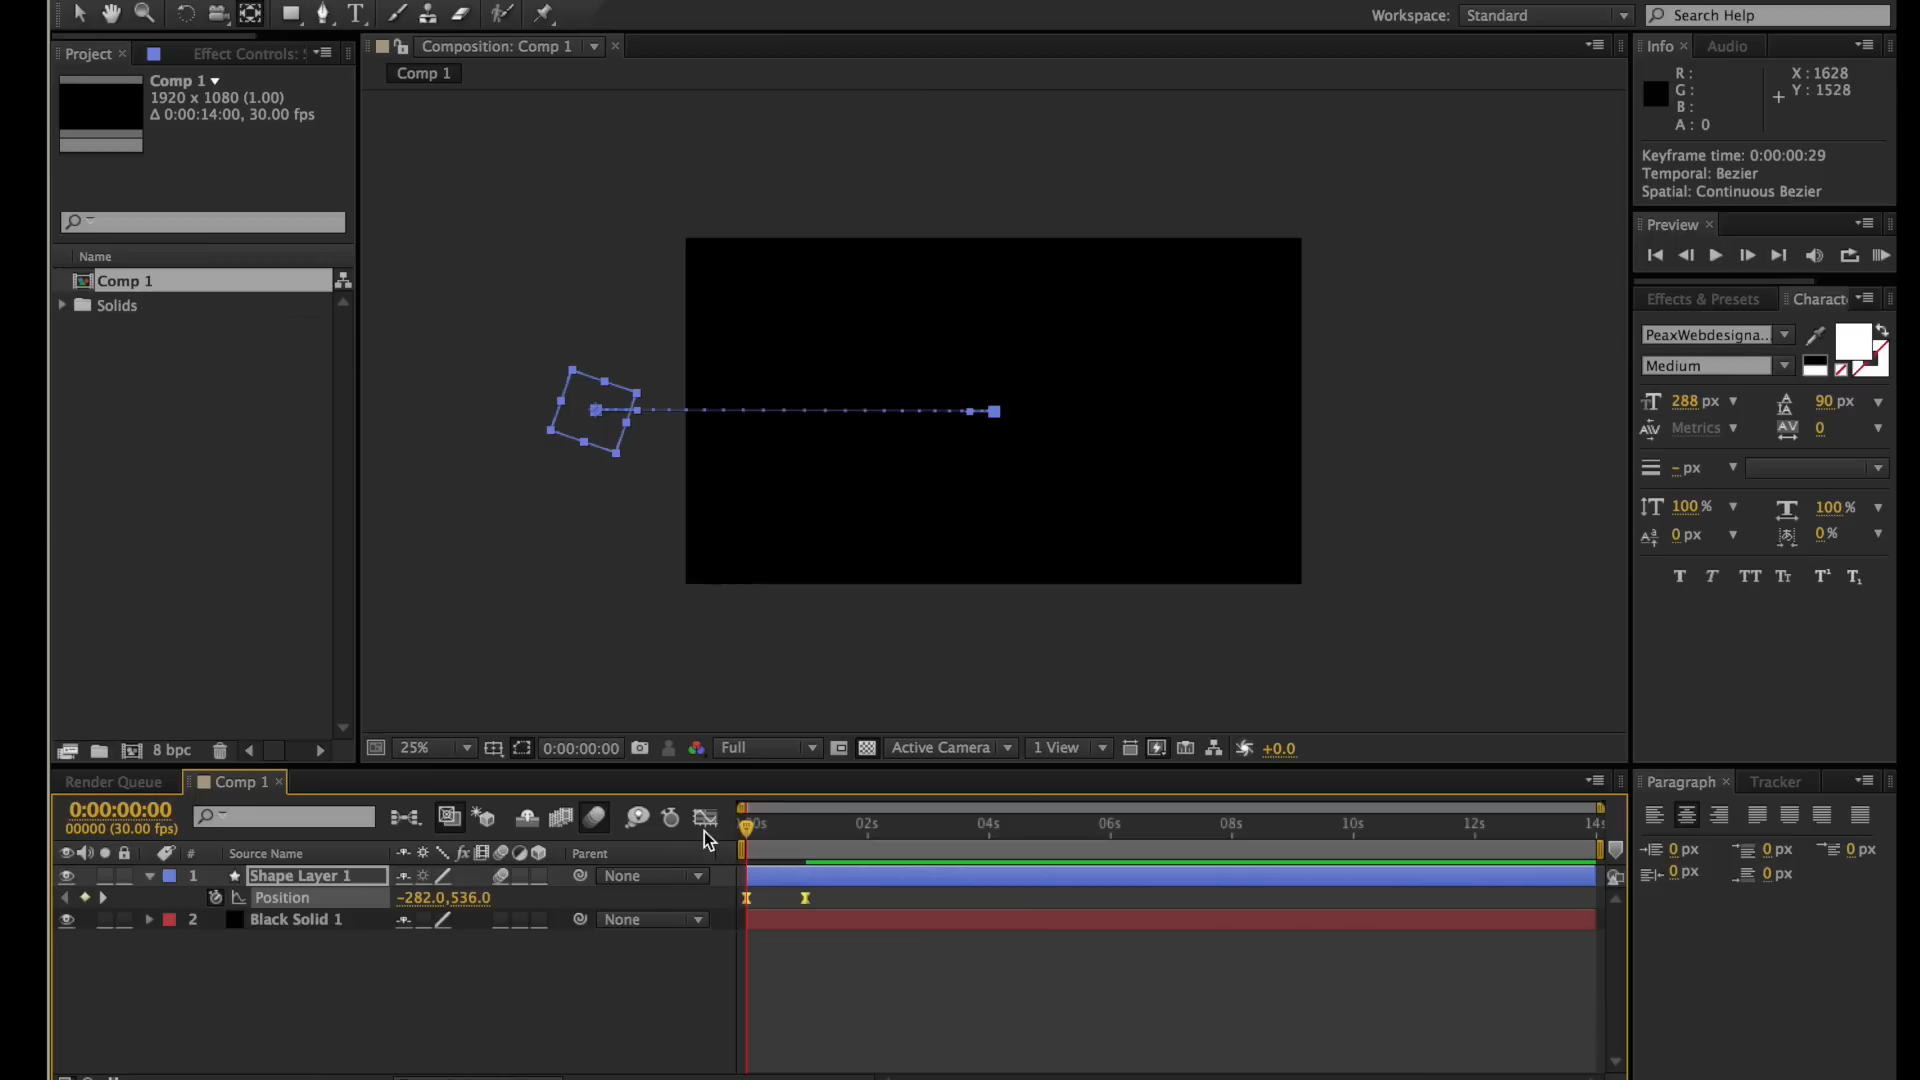 T
Workspace: Standard
Search Help
Project
Effect Controls:
Comp 1
1920 x 1080 (1.00)
Δ 0:00:14:00, 30.00 fps
Name
Comp 1
Solids
8 bpc
Composition: Comp 1
Comp 1
25%
0:00:00:00
Full
Active Camera
1 View
+0.0
Info
Audio
R :
G :
B :
A : 0
X : 1628
Y : 1528
Keyframe time: 0:00:00:29
Temporal: Bezier
Spatial: Continuous Bezier
Preview
Effects & Presets
Charact
PeaxWebdesigna...
Medium
288 px
90 px
Metrics
0
- px
100 %
100 %
0 px
0 %
T T TT Tt T¹ T₁
Render Queue
Comp 1
0:00:00:00
00000 (30.00 fps)
:00s 02s 04s 06s 08s 10s 12s 14s
# Source Name
fx
Parent
1 Shape Layer 1
None
Position
-282.0,536.0
2 Black Solid 1
None
Paragraph
Tracker
0 px
0 px
0 px
0 px
0 px